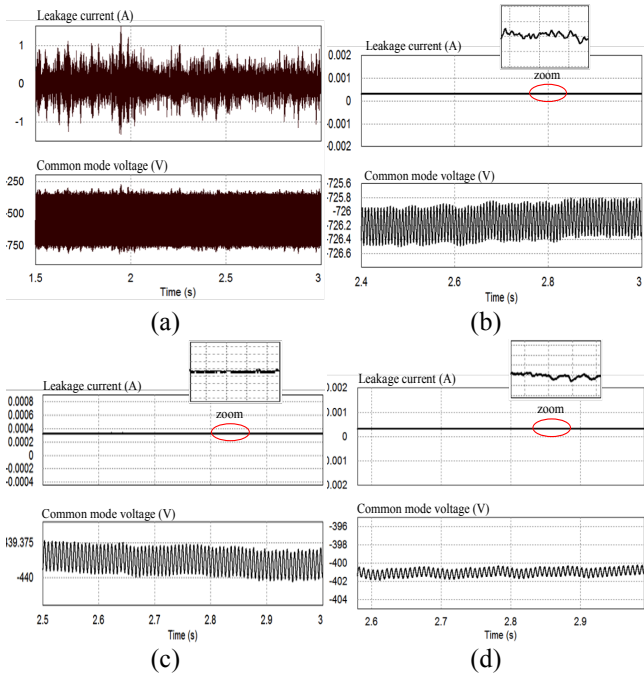 Leakage current (A)
1
0
-1
Common mode voltage (V)
-250
-500
-750
1.5
2
2.5
3
Time (s)
(a)
Leakage current (A)
zoom
0.002
0.001
0
-0.001
-0.002
Common mode voltage (V)
-725.6
-725.8
-726
-726.2
-726.4
-726.6
2.4
2.6
2.8
3
Time (s)
(b)
Leakage current (A)
zoom
0.0008
0.0006
0.0004
0.0002
0
-0.0002
-0.0004
Common mode voltage (V)
439.375
-440
2.5
2.6
2.7
2.8
2.9
3
Time (s)
(c)
Leakage current (A)
zoom
0.002
0.001
0
0.001
0.002
Common mode voltage (V)
-396
-398
-400
-402
-404
2.6
2.7
2.8
2.9
Time (s)
(d)